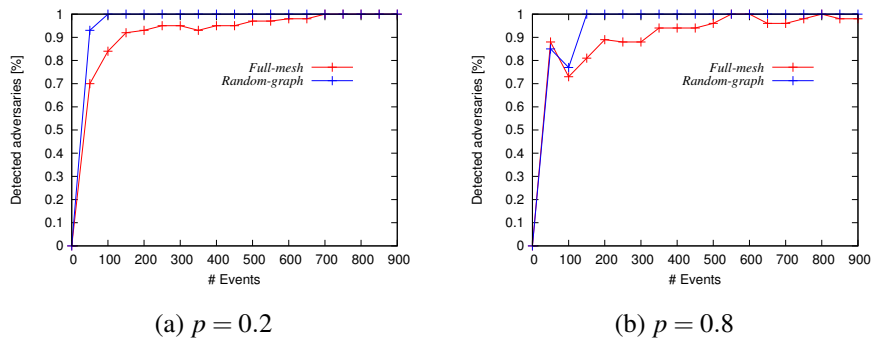 Detected adversaries [%]
1
0.9
0.8
0.7
0.6
0.5
0.4
0.3
0.2
0.1
0
0 100 200 300 400 500 600 700 800 900
# Events
Full-mesh
Random-graph
(a) p = 0.2
Detected adversaries [%]
1
0.9
0.8
0.7
0.6
0.5
0.4
0.3
0.2
0.1
0
0 100 200 300 400 500 600 700 800 900
# Events
Full-mesh
Random-graph
(b) p = 0.8